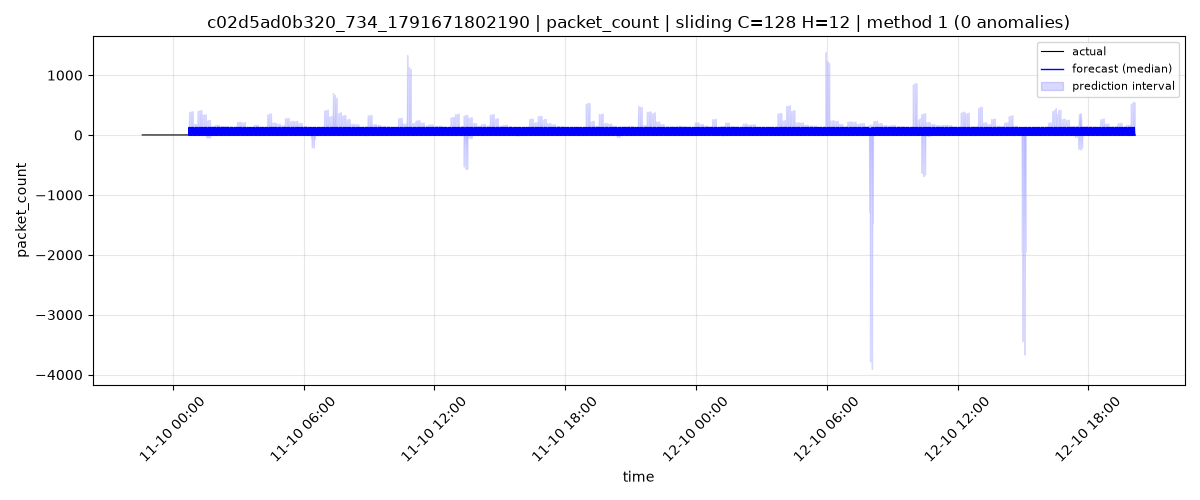 c02d5ad0b320_734_1791671802190 | packet_count | sliding C=128 H=12 | method 1 (0 anomalies)
actual
forecast (median)
prediction interval
packet_count
1000
0
−1000
−2000
−3000
−4000
11-10 00:00
11-10 06:00
11-10 12:00
11-10 18:00
12-10 00:00
12-10 06:00
12-10 12:00
12-10 18:00
time